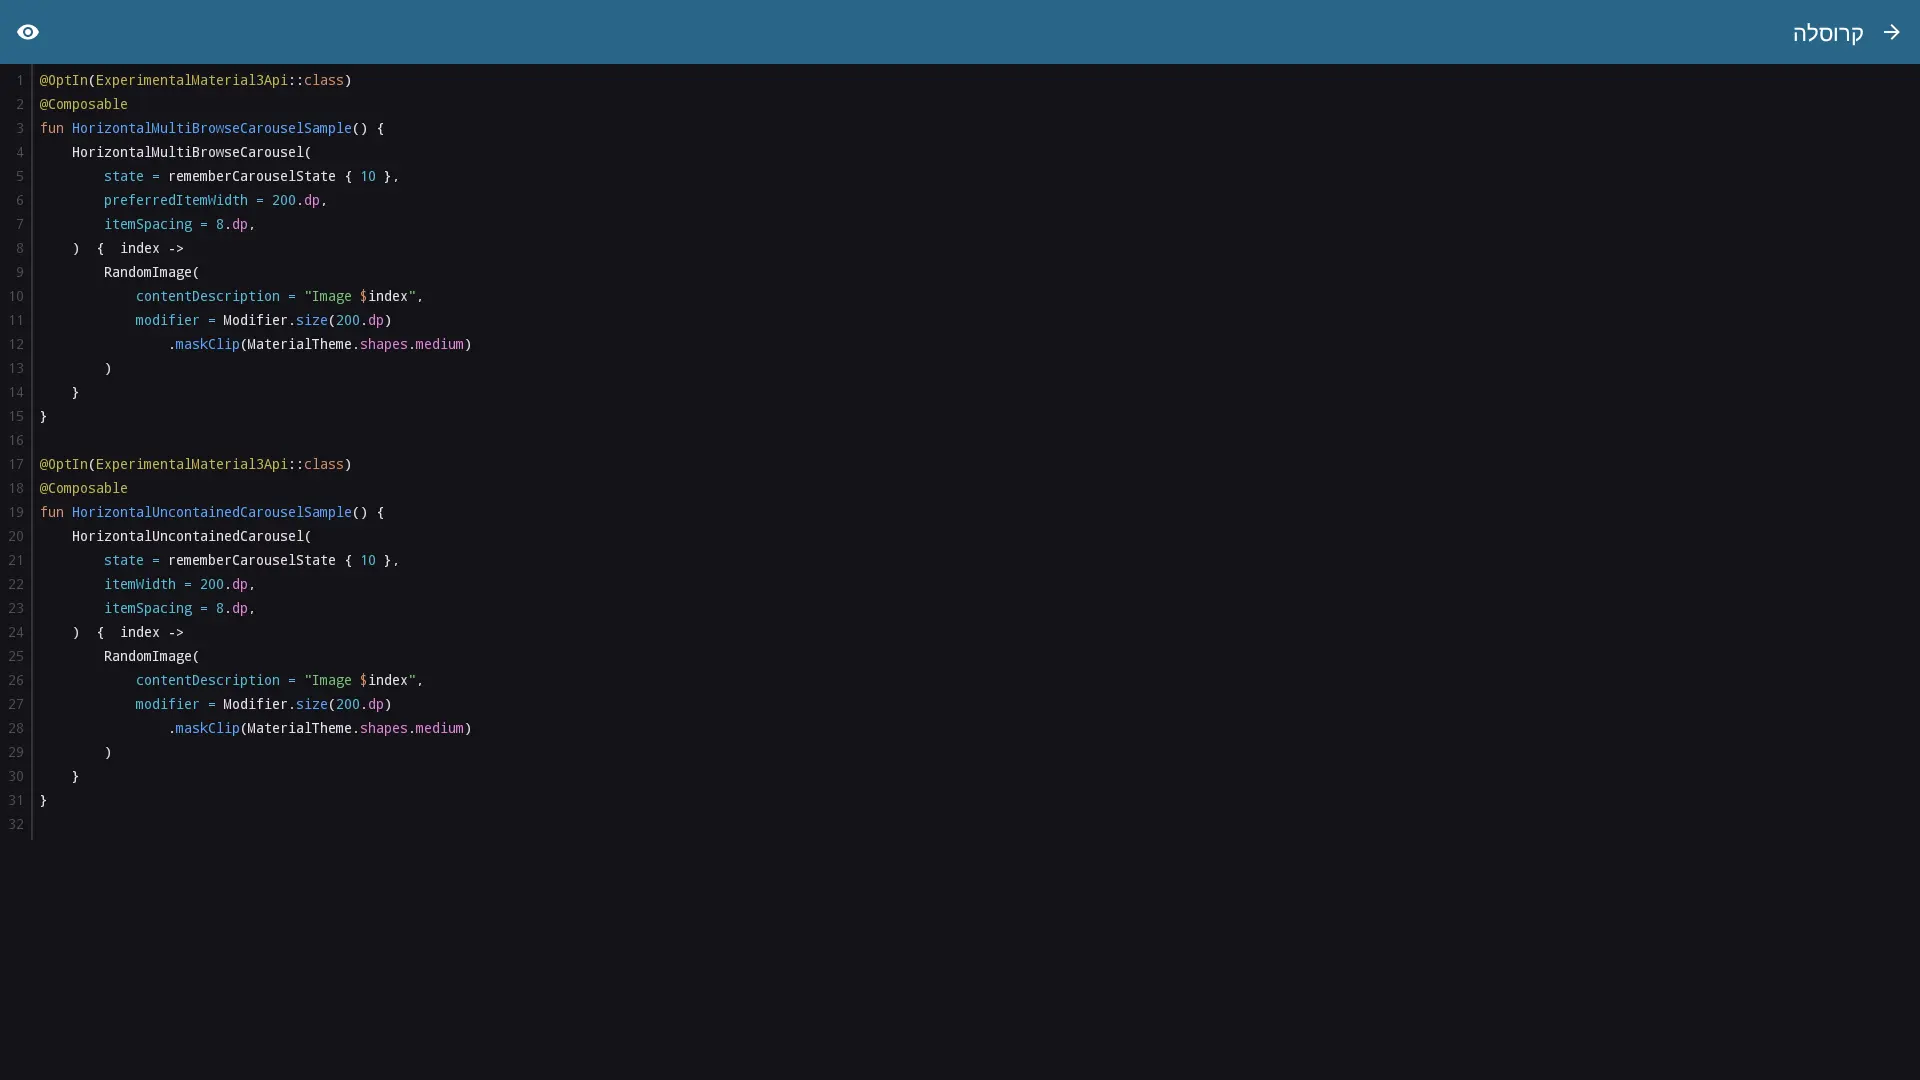 קרוסלה
1 @OptIn(ExperimentalMaterial3Api::class)
2 @Composable
3 fun HorizontalMultiBrowseCarouselSample() {
4     HorizontalMultiBrowseCarousel(
5         state = rememberCarouselState { 10 },
6         preferredItemWidth = 200.dp,
7         itemSpacing = 8.dp,
8     )  {  index ->
9         RandomImage(
10             contentDescription = "Image $index",
11             modifier = Modifier.size(200.dp)
12                 .maskClip(MaterialTheme.shapes.medium)
13         )
14     }
15 }
16
17 @OptIn(ExperimentalMaterial3Api::class)
18 @Composable
19 fun HorizontalUncontainedCarouselSample() {
20     HorizontalUncontainedCarousel(
21         state = rememberCarouselState { 10 },
22         itemWidth = 200.dp,
23         itemSpacing = 8.dp,
24     )  {  index ->
25         RandomImage(
26             contentDescription = "Image $index",
27             modifier = Modifier.size(200.dp)
28                 .maskClip(MaterialTheme.shapes.medium)
29         )
30     }
31 }
32